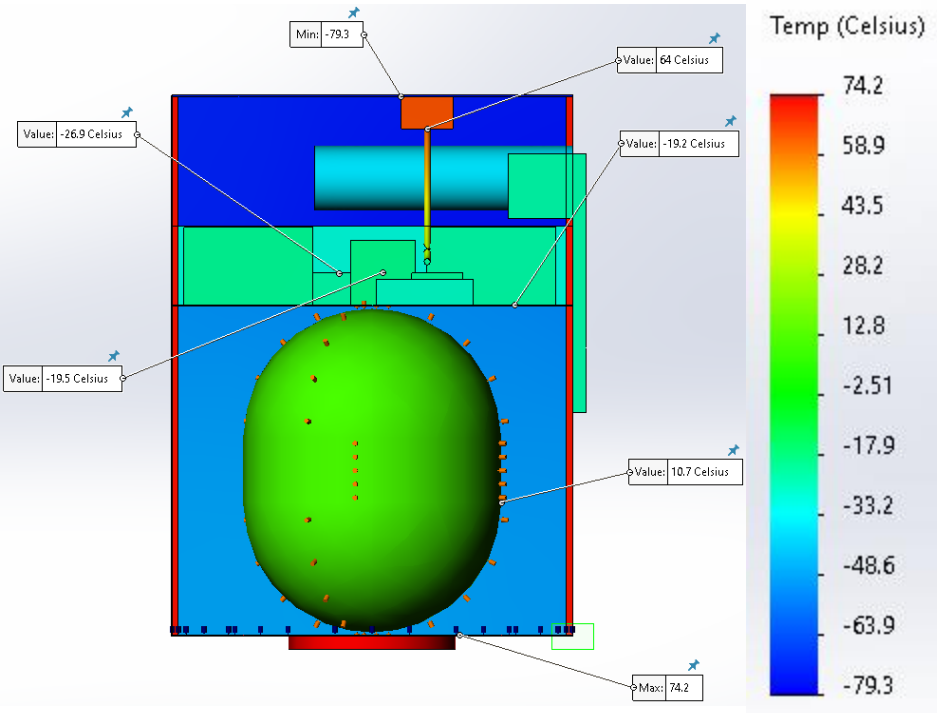 Min: -79.3
Value: 64 Celsius
Value: -26.9 Celsius
Value: -19.2 Celsius
Value: -19.5 Celsius
Value: 10.7 Celsius
Max: 74.2
Temp (Celsius)
74.2
58.9
43.5
28.2
12.8
-2.51
-17.9
-33.2
-48.6
-63.9
-79.3